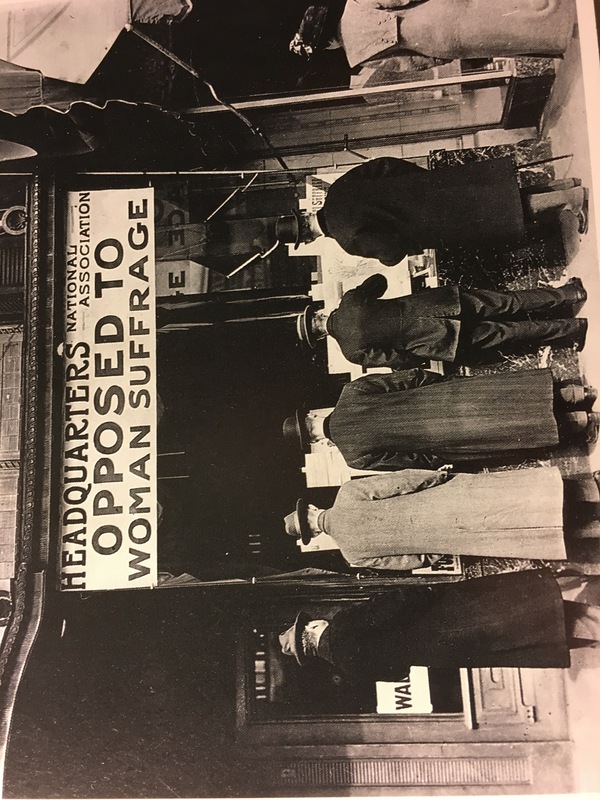 HEADQUARTERS NATIONAL ASSOCIATION
OPPOSED TO
WOMAN SUFFRAGE